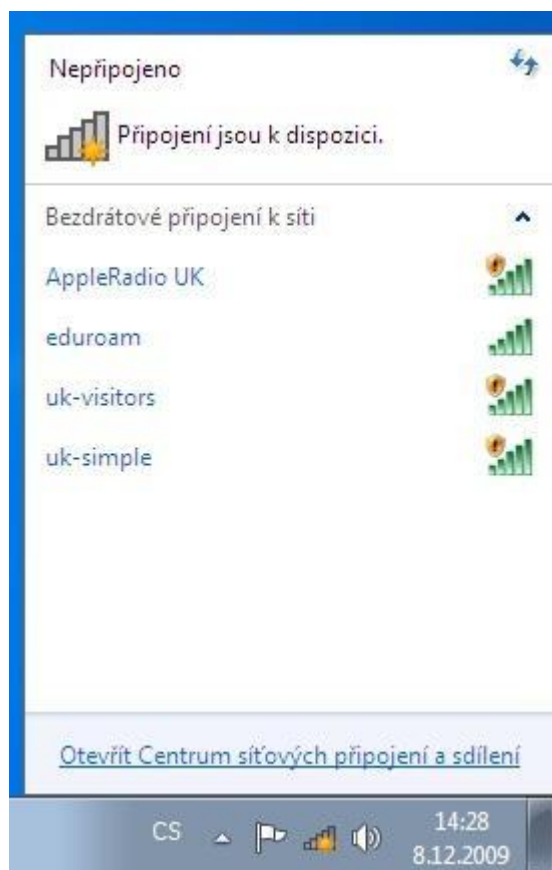 Nepřipojeno
Připojení jsou k dispozici.
Bezdrátové připojení k síti
AppleRadio UK
eduroam
uk-visitors
uk-simple
Otevřít Centrum síťových připojení a sdílení
CS
14:28
8.12.2009